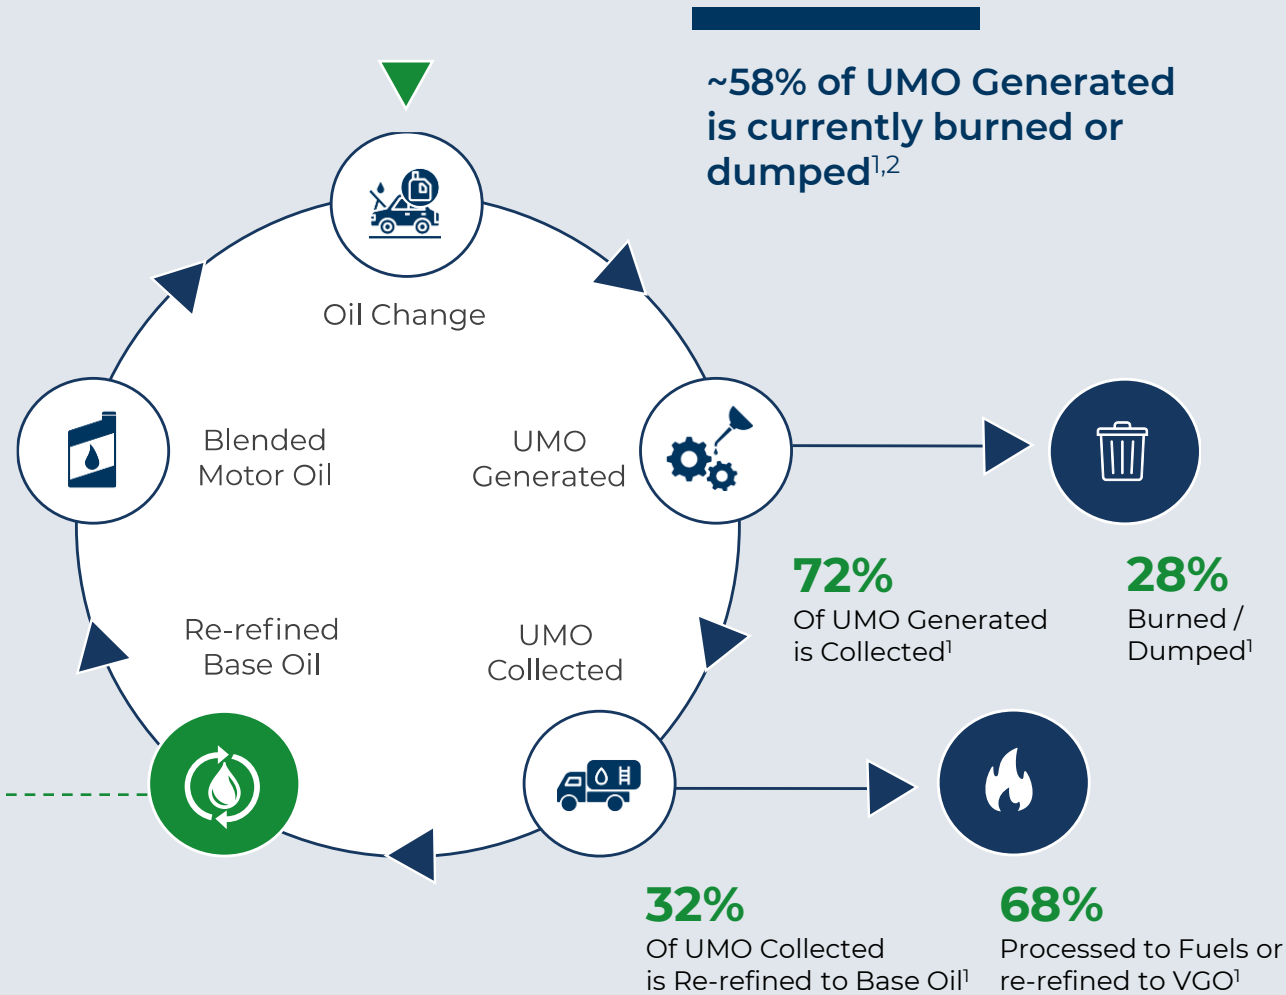 ~58% of UMO Generated
is currently burned or
dumped1,2
Oil Change
Blended
Motor Oil
UMO
Generated
72%
Of UMO Generated
is Collected1
28%
Burned /
Dumped1
Re-refined
Base Oil
UMO
Collected
32%
Of UMO Collected
is Re-refined to Base Oil1
68%
Processed to Fuels or
re-refined to VGO1